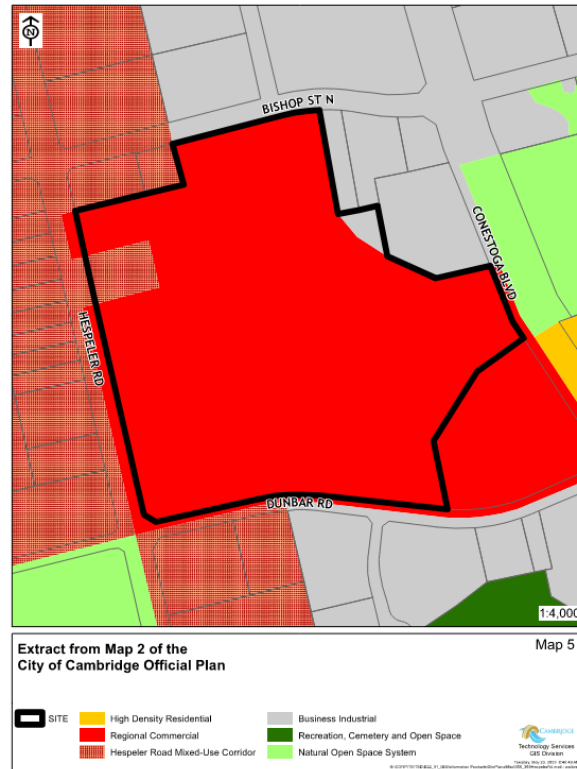 N
BISHOP ST N
CONESTOGA BLVD
HESPELER RD
DUNBAR RD
1:4,000
Extract from Map 2 of the
City of Cambridge Official Plan
Map 5
SITE
High Density Residential
Regional Commercial
Hespeler Road Mixed-Use Corridor
Business Industrial
Recreation, Cemetery and Open Space
Natural Open Space System
CAMBRIDGE
Technology Services
GIS Division